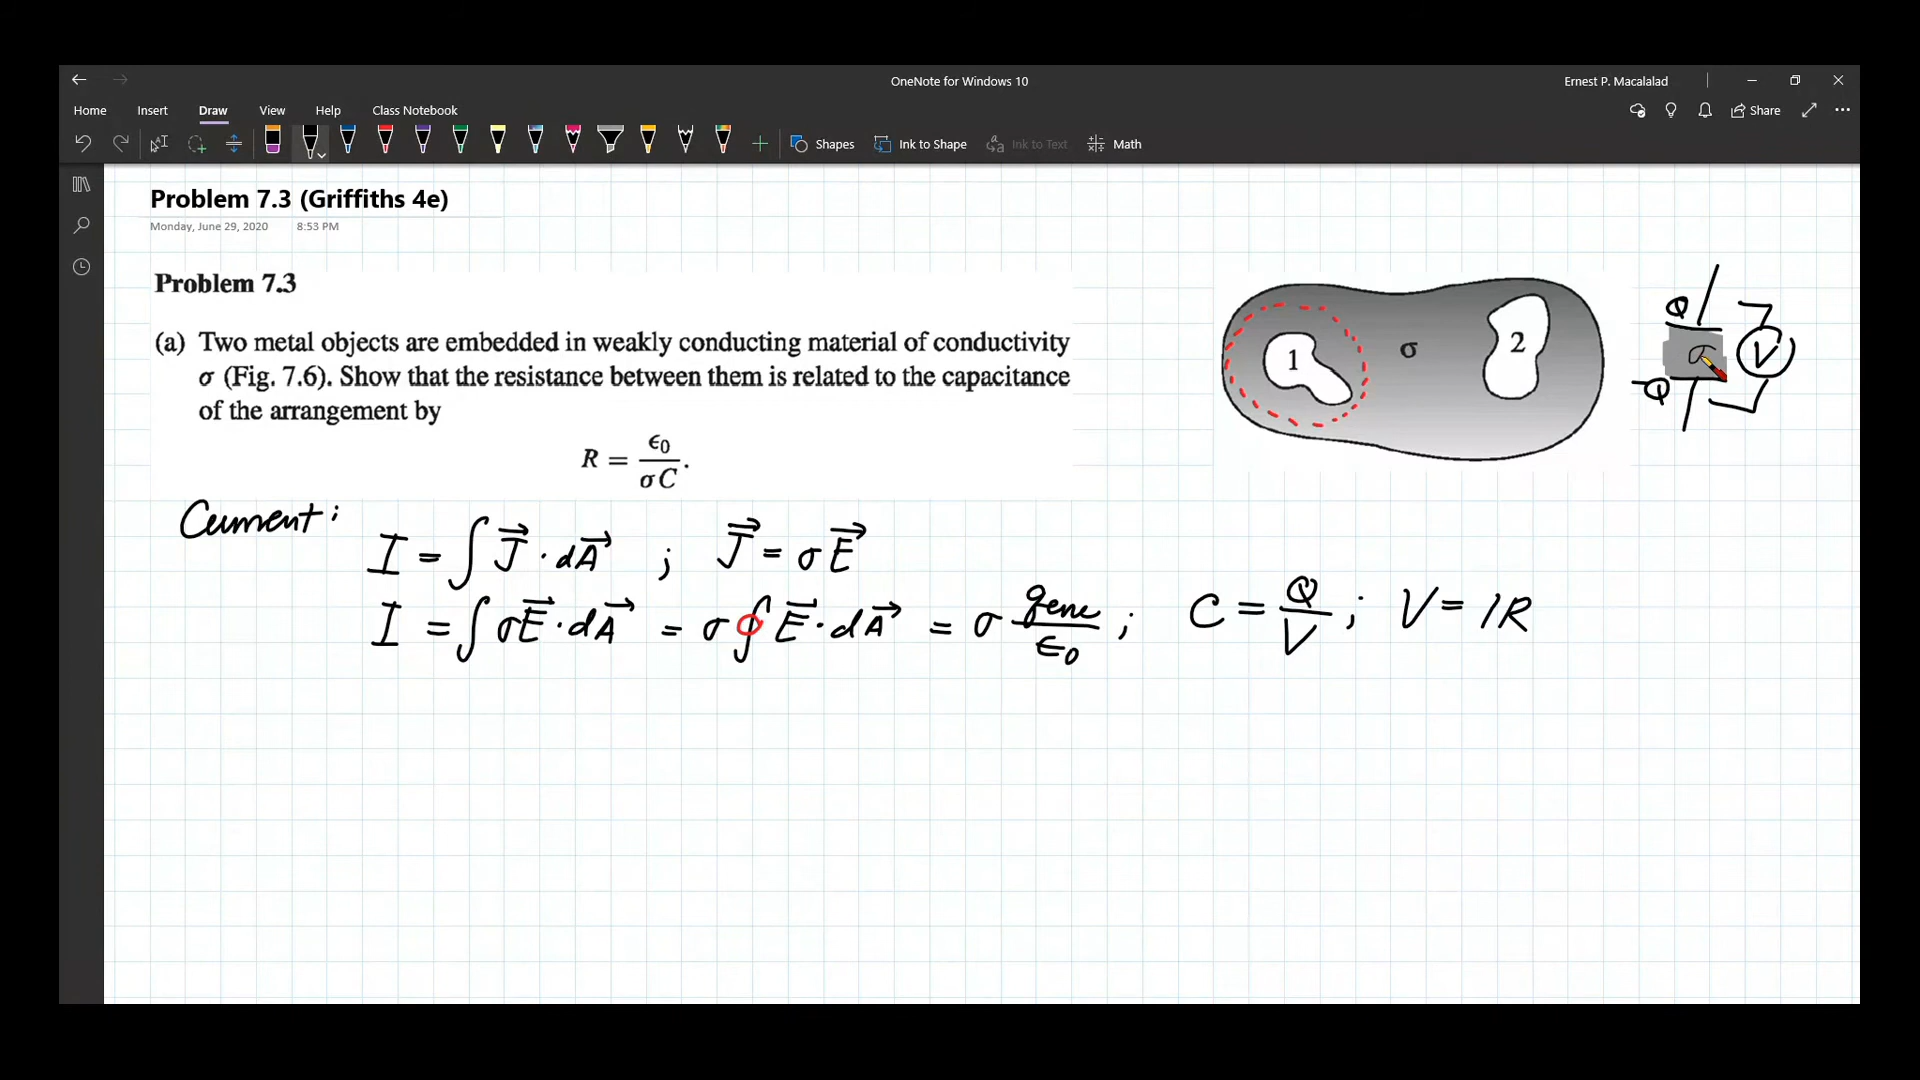 OneNote for Windows 10
Ernest P. Macalalad
Home Insert Draw View Help Class Notebook
Share
Shapes Ink to Shape Ink to Text Math
Problem 7.3 (Griffiths 4e)
Monday, June 29, 2020 8:53 PM
Problem 7.3
(a) Two metal objects are embedded in weakly conducting material of conductivity
σ (Fig. 7.6). Show that the resistance between them is related to the capacitance
of the arrangement by
R = ϵ₀ / σC.
1 σ 2
Q
σ V
-Q
Current:
I = ∫ J⃗ · dA⃗ ; J⃗ = σE⃗
I = ∫ σE⃗ · dA⃗ = σ ∮ E⃗ · dA⃗ = σ qenc / ϵ₀ ; C = Q / V ; V = IR